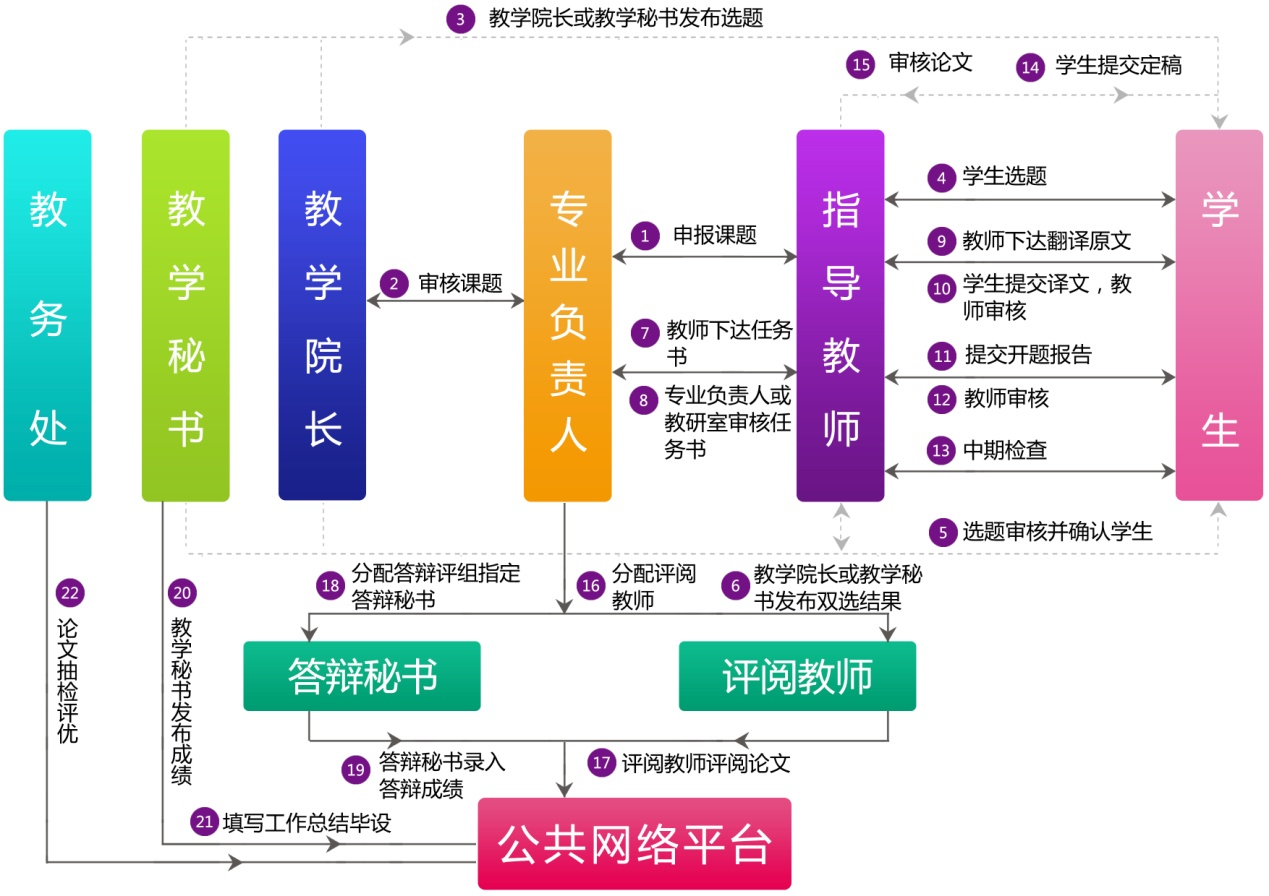 3 教学院长或教学秘书发布选题
15 审核论文
14 学生提交定稿
教务处
教学秘书
教学院长
专业负责人
指导教师
学生
4 学生选题
1 申报课题
9 教师下达翻译原文
2 审核课题
10 学生提交译文，教
师审核
7 教师下达任务
书
11 提交开题报告
8 专业负责人或
教研室审核任
务书
12 教师审核
13 中期检查
5 选题审核并确认学生
22 论文抽检评优
20 教学秘书发布成绩
18 分配答辩评组指定
答辩秘书
16 分配评阅
教师
6 教学院长或教学秘
书发布双选结果
答辩秘书
评阅教师
19 答辩秘书录入
答辩成绩
17 评阅教师评阅论文
21 填写工作总结毕设
公共网络平台